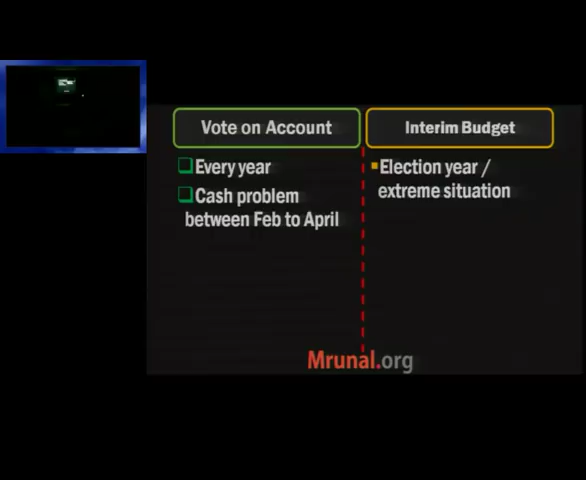 Vote on Account
Interim Budget
Every year
Cash problem
between Feb to April
Election year /
extreme situation
Mrunal.org